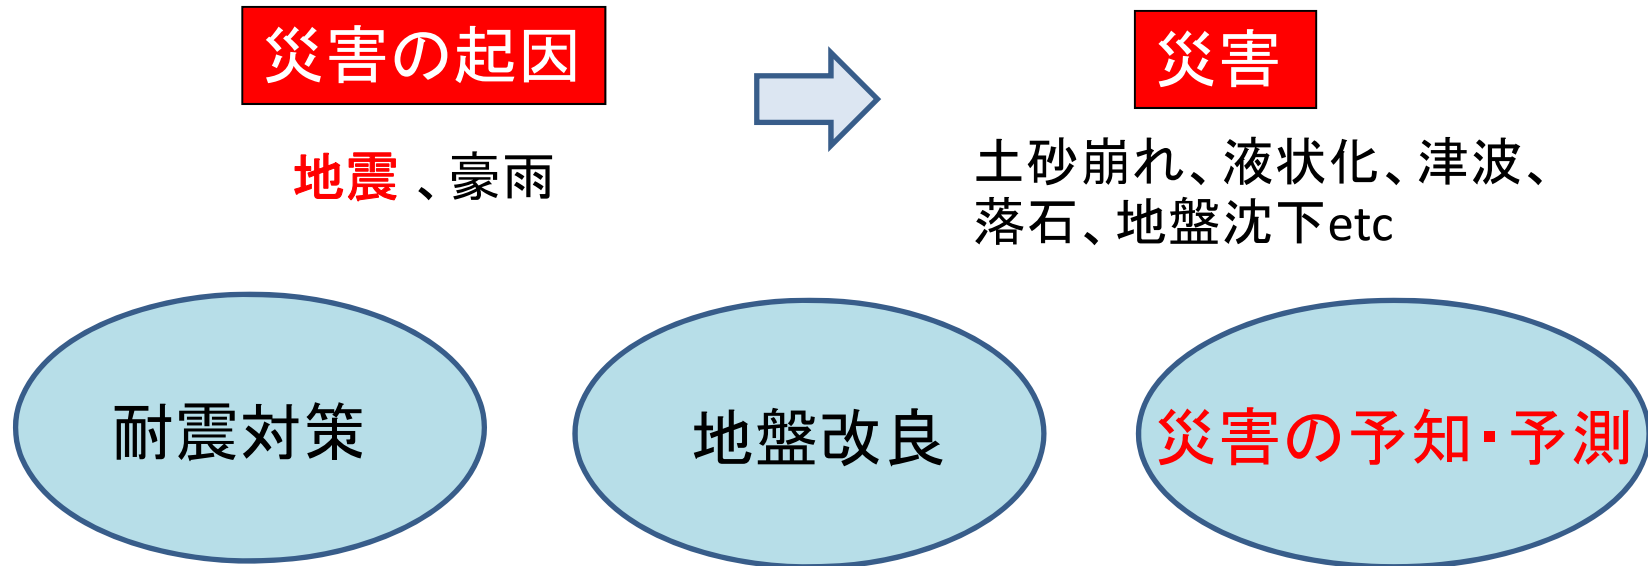 災害の起因
災害
地震 、豪雨
土砂崩れ、液状化、津波、
落石、地盤沈下etc
耐震対策
地盤改良
災害の予知・予測